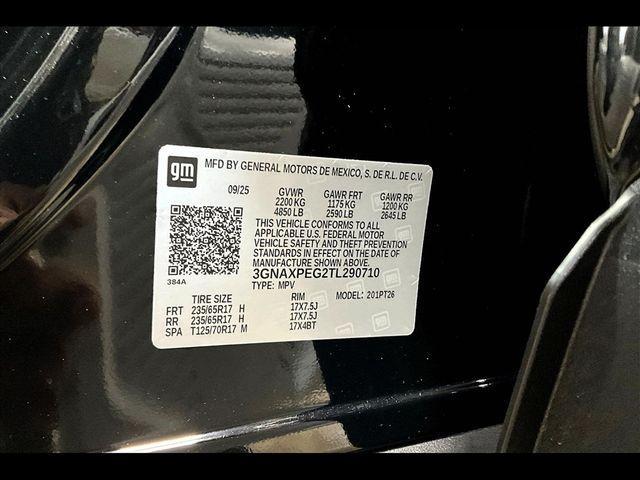 gm
MFD BY GENERAL MOTORS DE MEXICO, S. DE R.L. DE C.V.
09/25 GVWR GAWR FRT GAWR RR
2200 KG 1175 KG 1200 KG
4850 LB 2590 LB 2645 LB
THIS VEHICLE CONFORMS TO ALL
APPLICABLE U.S. FEDERAL MOTOR
VEHICLE SAFETY AND THEFT PREVENTION
STANDARDS IN EFFECT ON THE DATE OF
MANUFACTURE SHOWN ABOVE.
3GNAXPEG2TL290710
384A
TYPE: MPV MODEL: 201PT26
TIRE SIZE RIM
FRT 235/65R17 H 17X7.5J
RR 235/65R17 H 17X7.5J
SPA T125/70R17 M 17X4BT